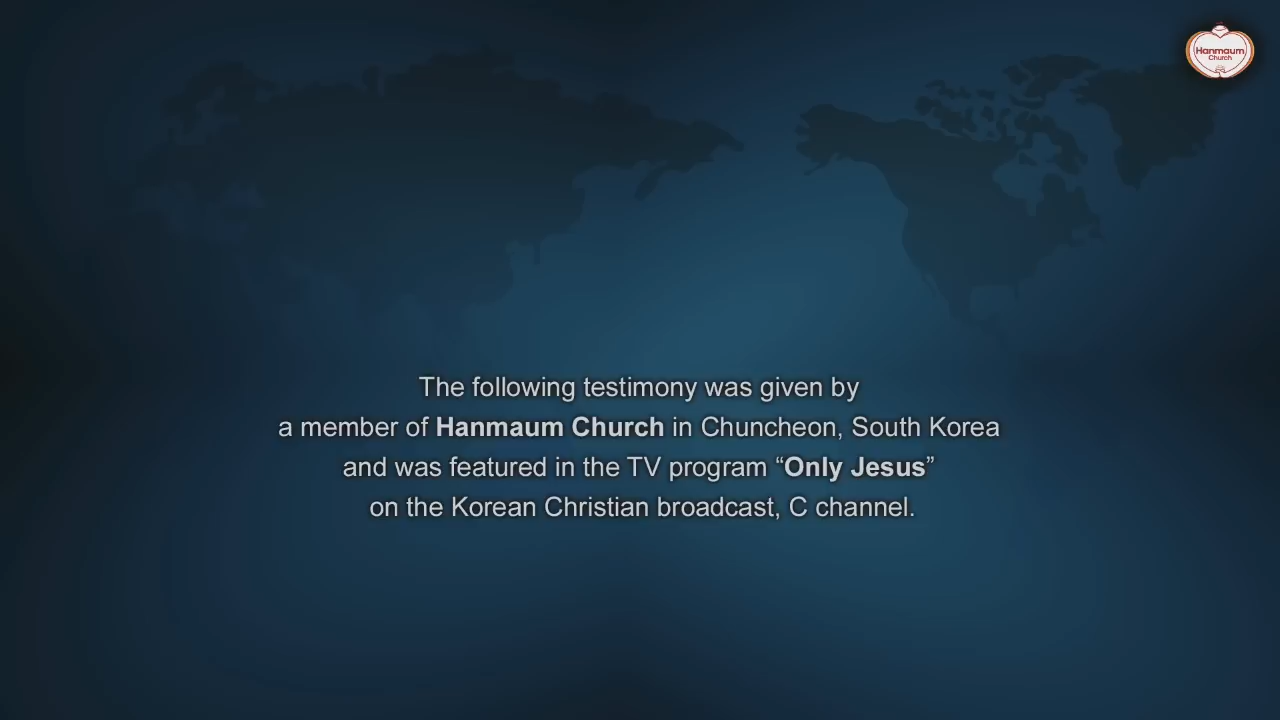 Hanmaum
Church
The following testimony was given by
a member of Hanmaum Church in Chuncheon, South Korea
and was featured in the TV program “Only Jesus”
on the Korean Christian broadcast, C channel.